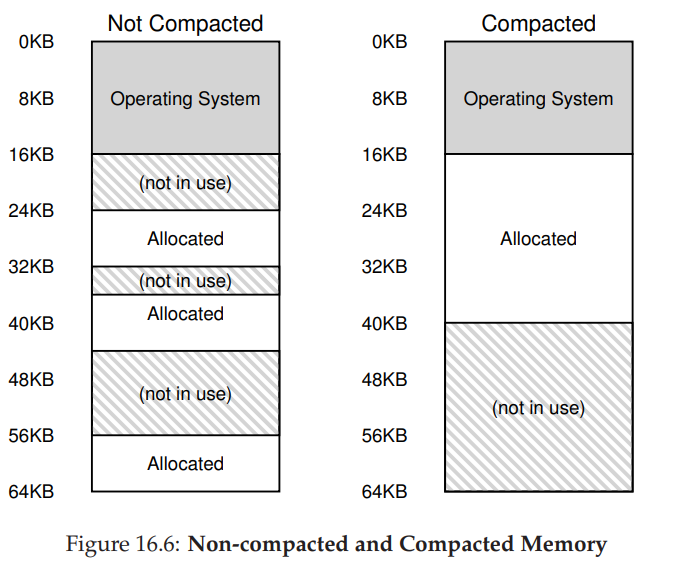 Not Compacted
0KB
8KB
Operating System
16KB
(not in use)
24KB
Allocated
32KB
(not in use)
Allocated
40KB
48KB
(not in use)
56KB
Allocated
64KB
Compacted
0KB
8KB
Operating System
16KB
24KB
Allocated
32KB
40KB
48KB
(not in use)
56KB
64KB
Figure 16.6: Non-compacted and Compacted Memory